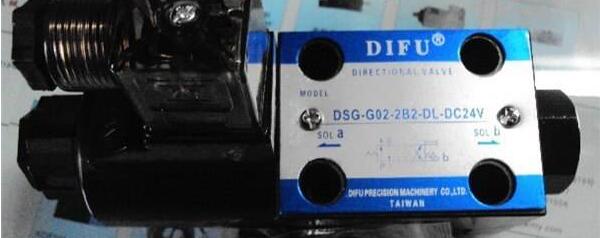 DIFU®
DIRECTIONAL VALVE
MODEL
DSG-G02-2B2-DL-DC24V
SOL a
SOL b
b
DIFU PRECISION MACHINERY CO.,LTD.
TAIWAN